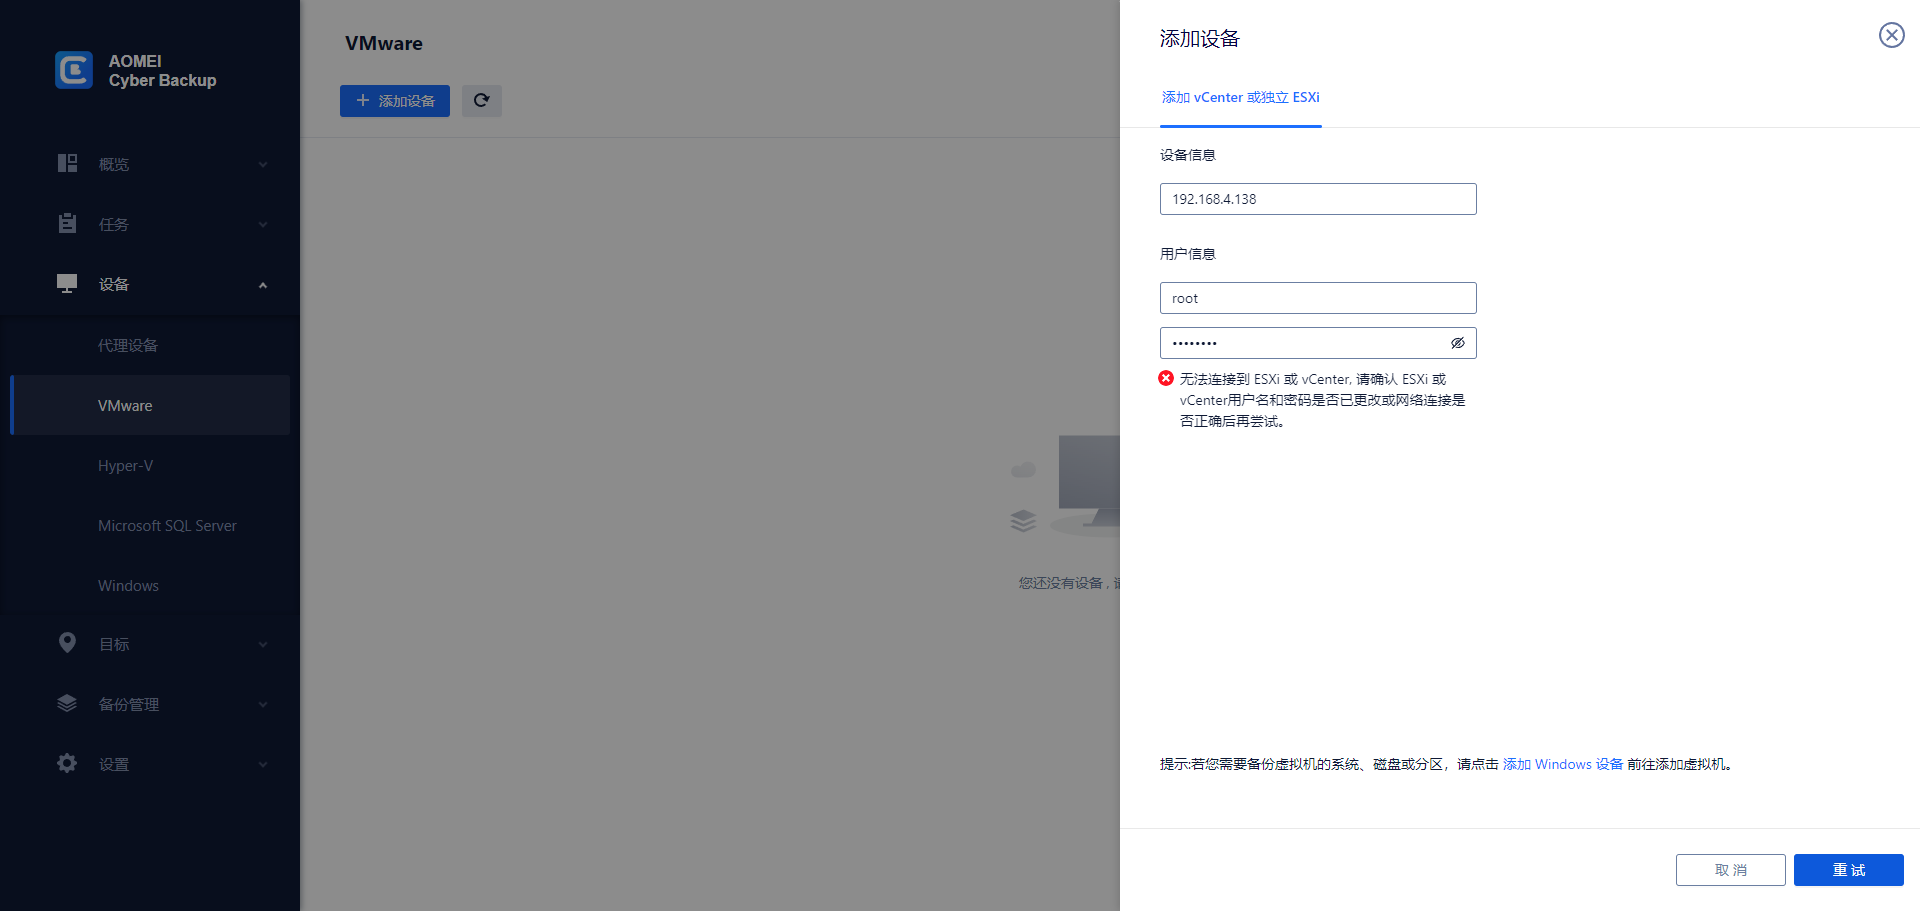 AOMEI
Cyber Backup
概览
任务
设备
代理设备
VMware
Hyper-V
Microsoft SQL Server
Windows
目标
备份管理
设置
VMware
添加设备
您还没有设备，请
添加设备
添加 vCenter 或独立 ESXi
设备信息
192.168.4.138
用户信息
root
••••••••
无法连接到 ESXi 或 vCenter, 请确认 ESXi 或
vCenter用户名和密码是否已更改或网络连接是
否正确后再尝试。
提示:若您需要备份虚拟机的系统、磁盘或分区，请点击 添加 Windows 设备 前往添加虚拟机。
取 消
重 试